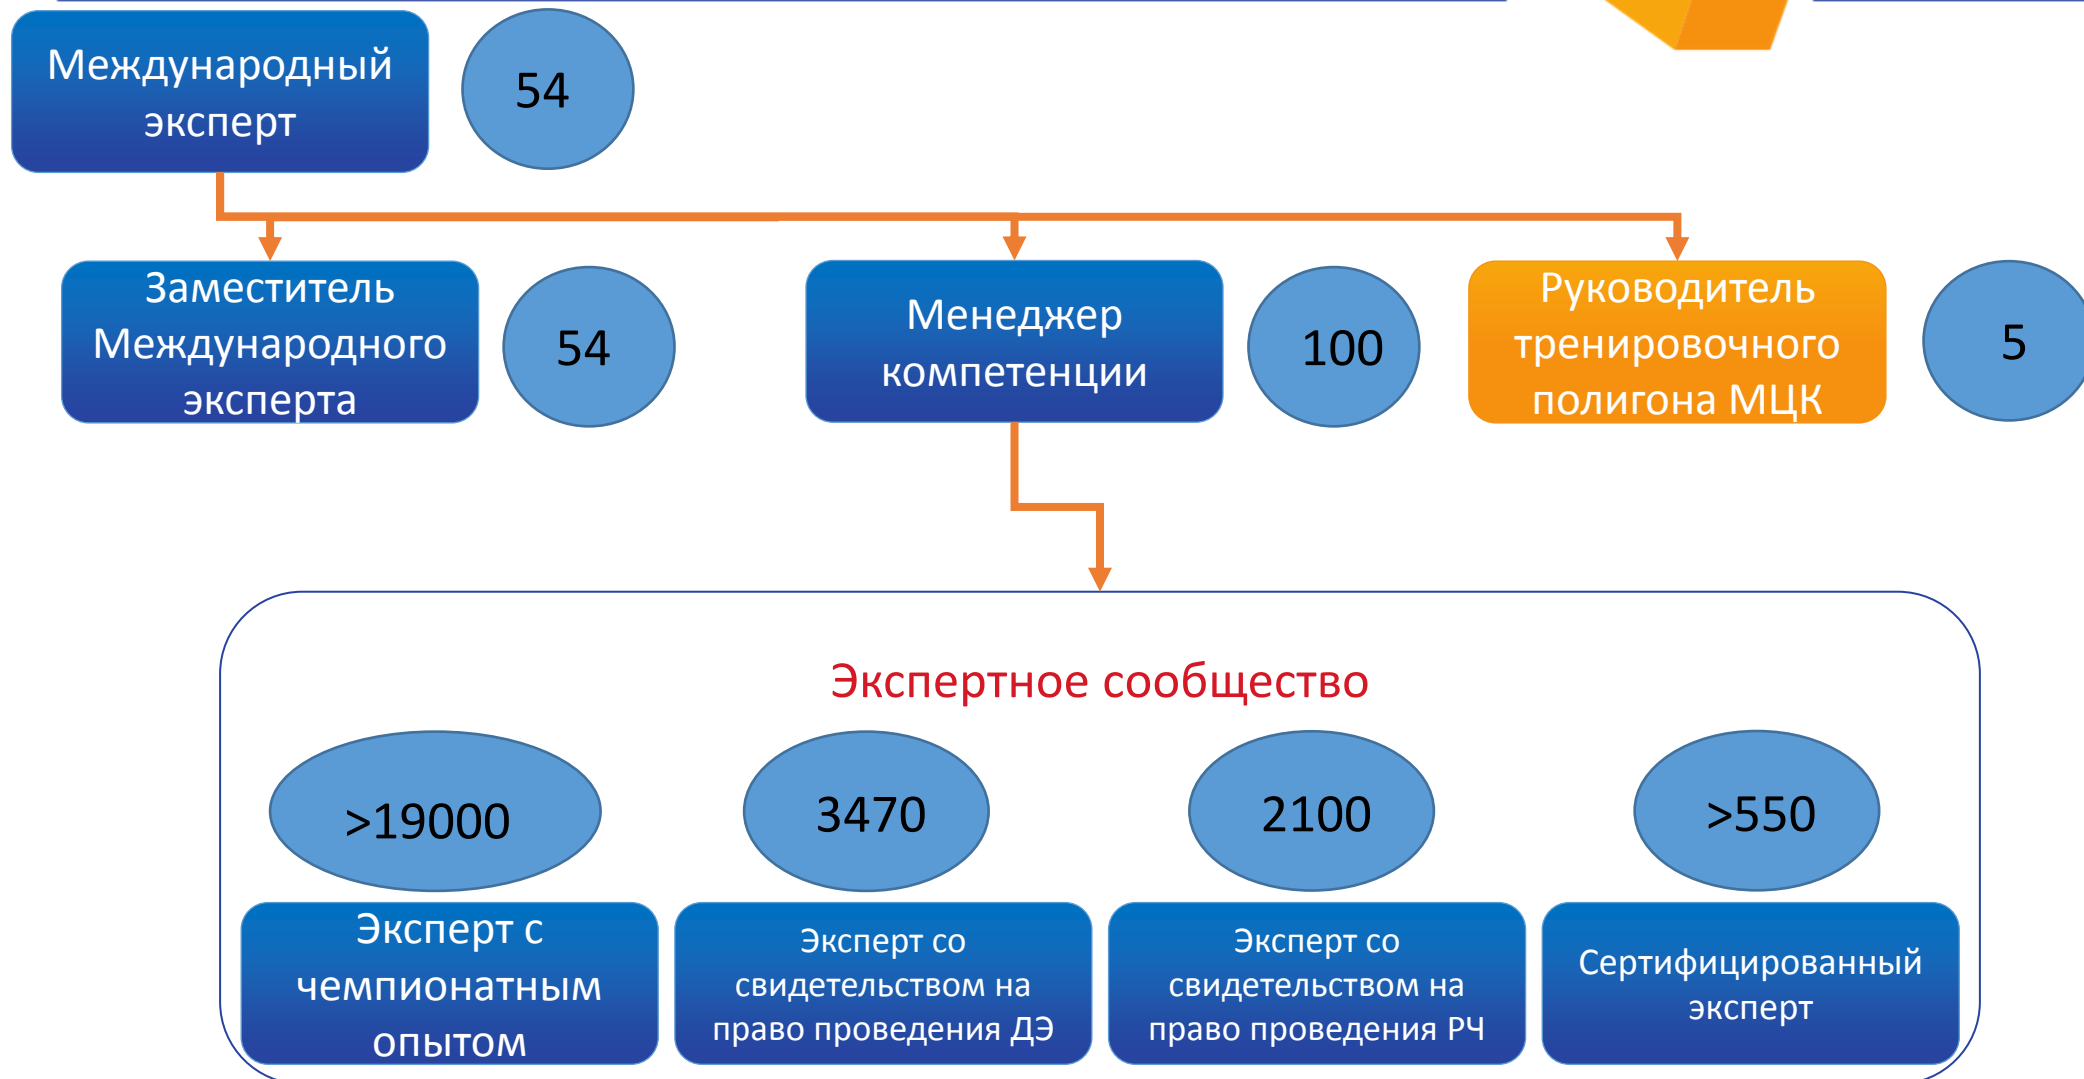 Международный
эксперт
54
Заместитель
Международного
эксперта
54
Менеджер
компетенции
100
Руководитель
тренировочного
полигона МЦК
5
Экспертное сообщество
>19000
3470
2100
>550
Эксперт с
чемпионатным
опытом
Эксперт со
свидетельством на
право проведения ДЭ
Эксперт со
свидетельством на
право проведения РЧ
Сертифицированный
эксперт